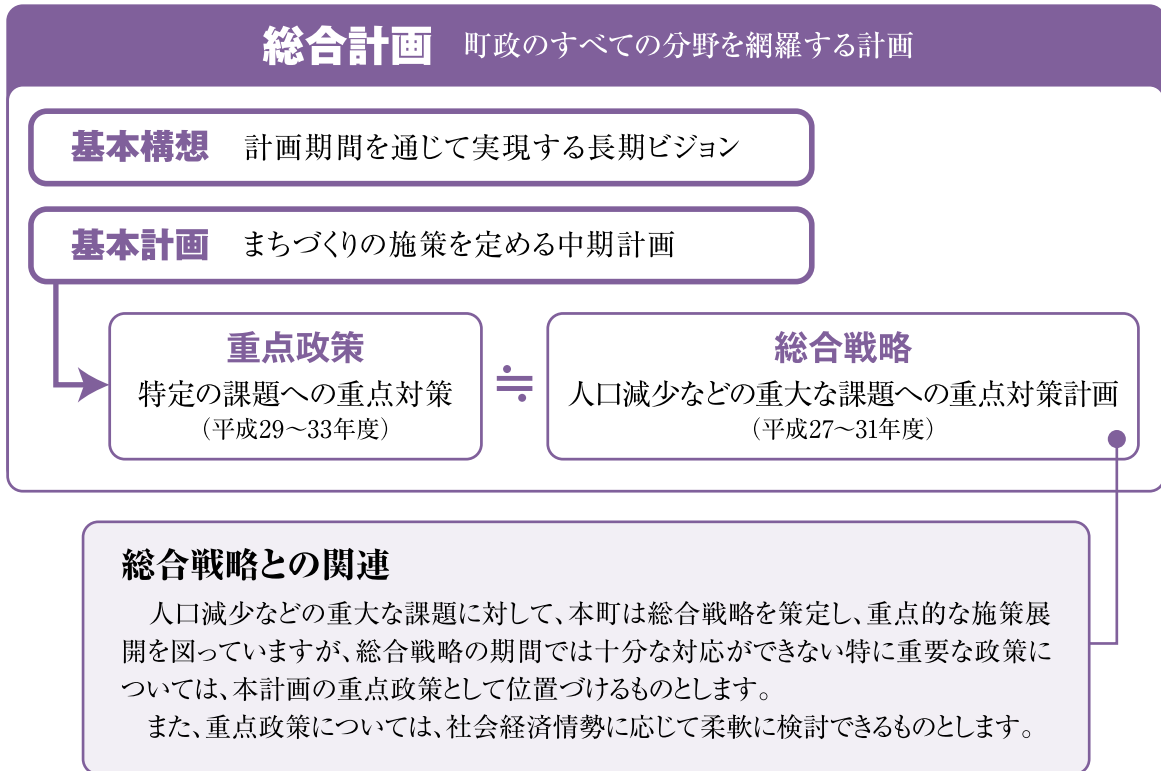 総合計画 町政のすべての分野を網羅する計画
基本構想 計画期間を通じて実現する長期ビジョン
基本計画 まちづくりの施策を定める中期計画
重点政策
特定の課題への重点対策
（平成29～33年度）
≒
総合戦略
人口減少などの重大な課題への重点対策計画
（平成27～31年度）
総合戦略との関連
人口減少などの重大な課題に対して、本町は総合戦略を策定し、重点的な施策展
開を図っていますが、総合戦略の期間では十分な対応ができない特に重要な政策に
ついては、本計画の重点政策として位置づけるものとします。
また、重点政策については、社会経済情勢に応じて柔軟に検討できるものとします。